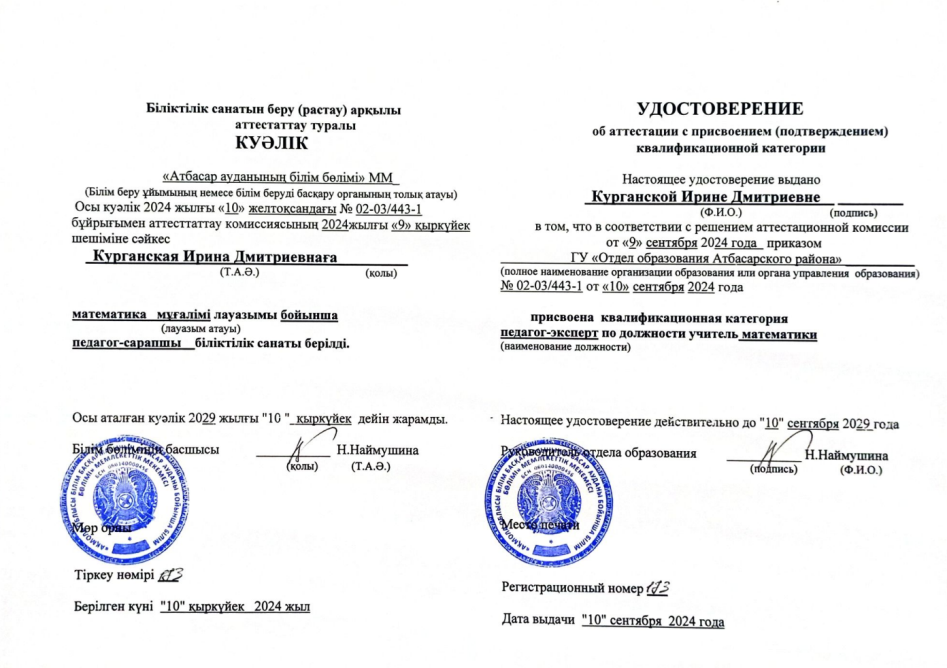 Біліктілік санатын беру (растау) арқылы
аттестаттау туралы
КУӘЛІК
«Атбасар ауданының білім бөлімі» ММ
(Білім беру ұйымының немесе білім беруді басқару органының толық атауы)
Осы куәлік 2024 жылғы «10» желтоқсандағы № 02-03/443-1
бұйрығымен аттесттаттау комиссиясының 2024жылғы «9» қыркүйек
шешіміне сәйкес
Курганская Ирина Дмитриевнаға
(Т.А.Ә.) (қолы)
математика мұғалімі лауазымы бойынша
(лауазым атауы)
педагог-сарапшы біліктілік санаты берілді.
Осы аталған куәлік 2029 жылғы "10 " қыркүйек дейін жарамды.
Білім бөлімінің басшысы Н.Наймушина
(қолы) (Т.А.Ә.)
Мөр орны
Тіркеу нөмірі
Берілген күні "10" қыркүйек 2024 жыл
УДОСТОВЕРЕНИЕ
об аттестации с присвоением (подтверждением)
квалификационной категории
Настоящее удостоверение выдано
Курганской Ирине Дмитриевне
(Ф.И.О.) (подпись)
в том, что в соответствии с решением аттестационной комиссии
от «9» сентября 2024 года приказом
ГУ «Отдел образования Атбасарского района»
(полное наименование организации образования или органа управления образования)
№ 02-03/443-1 от «10» сентября 2024 года
присвоена квалификационная категория
педагог-эксперт по должности учитель математики
(наименование должности)
Настоящее удостоверение действительно до "10" сентября 2029 года
Руководитель отдела образования Н.Наймушина
(подпись) (Ф.И.О.)
Место печати
Регистрационный номер
Дата выдачи "10" сентября 2024 года